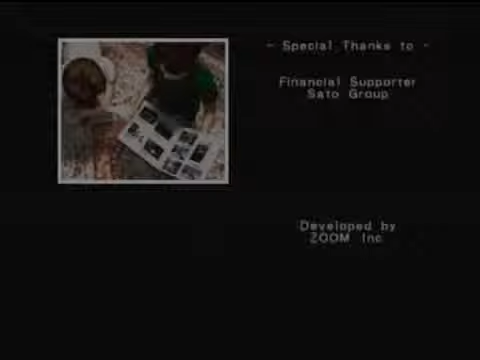 - Special Thanks to -
Financial Supporter
Sato Group
Developed by
ZOOM Inc